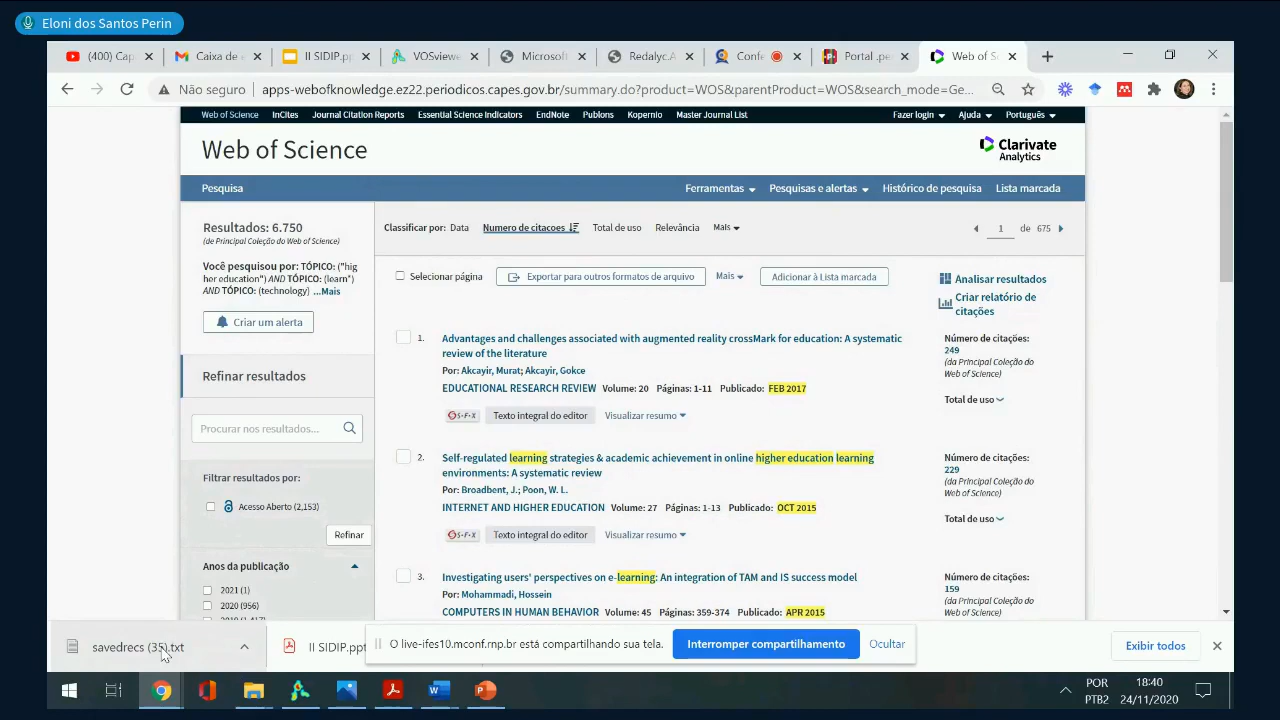 Eloni dos Santos Perin
(400) Cap
Caixa de
II SIDIP.pp
VOSviewe
Microsoft
Redalyc.A
Confe
Portal .pe
Web of Sc
Não seguro
apps-webofknowledge.ez22.periodicos.capes.gov.br/summary.do?product=WOS&parentProduct=WOS&search_mode=Ge...
Web of Science InCites Journal Citation Reports Essential Science Indicators EndNote Publons Kopernio Master Journal List Fazer login Ajuda Português
Web of Science
Clarivate
Analytics
Pesquisa Ferramentas Pesquisas e alertas Histórico de pesquisa Lista marcada
Resultados: 6.750
(de Principal Coleção do Web of Science)
Você pesquisou por: TÓPICO: ("hig
her education") AND TÓPICO: (learn*)
AND TÓPICO: (technology) ...Mais
Criar um alerta
Refinar resultados
Procurar nos resultados...
Filtrar resultados por:
Acesso Aberto (2,153)
Refinar
Anos da publicação
2021 (1)
2020 (956)
Classificar por: Data Numero de citacoes Total de uso Relevância Mais
1 de 675
Selecionar página Exportar para outros formatos de arquivo Mais Adicionar à Lista marcada
Analisar resultados
Criar relatório de
citações
1. Advantages and challenges associated with augmented reality crossMark for education: A systematic
review of the literature
Por: Akcayir, Murat; Akcayir, Gokce
EDUCATIONAL RESEARCH REVIEW Volume: 20 Páginas: 1-11 Publicado: FEB 2017
S·F·X Texto integral do editor Visualizar resumo
Número de citações:
249
(da Principal Coleção do
Web of Science)
Total de uso
2. Self-regulated learning strategies & academic achievement in online higher education learning
environments: A systematic review
Por: Broadbent, J.; Poon, W. L.
INTERNET AND HIGHER EDUCATION Volume: 27 Páginas: 1-13 Publicado: OCT 2015
S·F·X Texto integral do editor Visualizar resumo
Número de citações:
229
(da Principal Coleção do
Web of Science)
Total de uso
3. Investigating users' perspectives on e-learning: An integration of TAM and IS success model
Por: Mohammadi, Hossein
COMPUTERS IN HUMAN BEHAVIOR Volume: 45 Páginas: 359-374 Publicado: APR 2015
Número de citações:
159
(da Principal Coleção do
Web of Science)
savedrecs (35).txt
II SIDIP.ppt
O live-ifes10.mconf.rnp.br está compartilhando sua tela.
Interromper compartilhamento
Ocultar
Exibir todos
POR
PTB2
18:40
24/11/2020